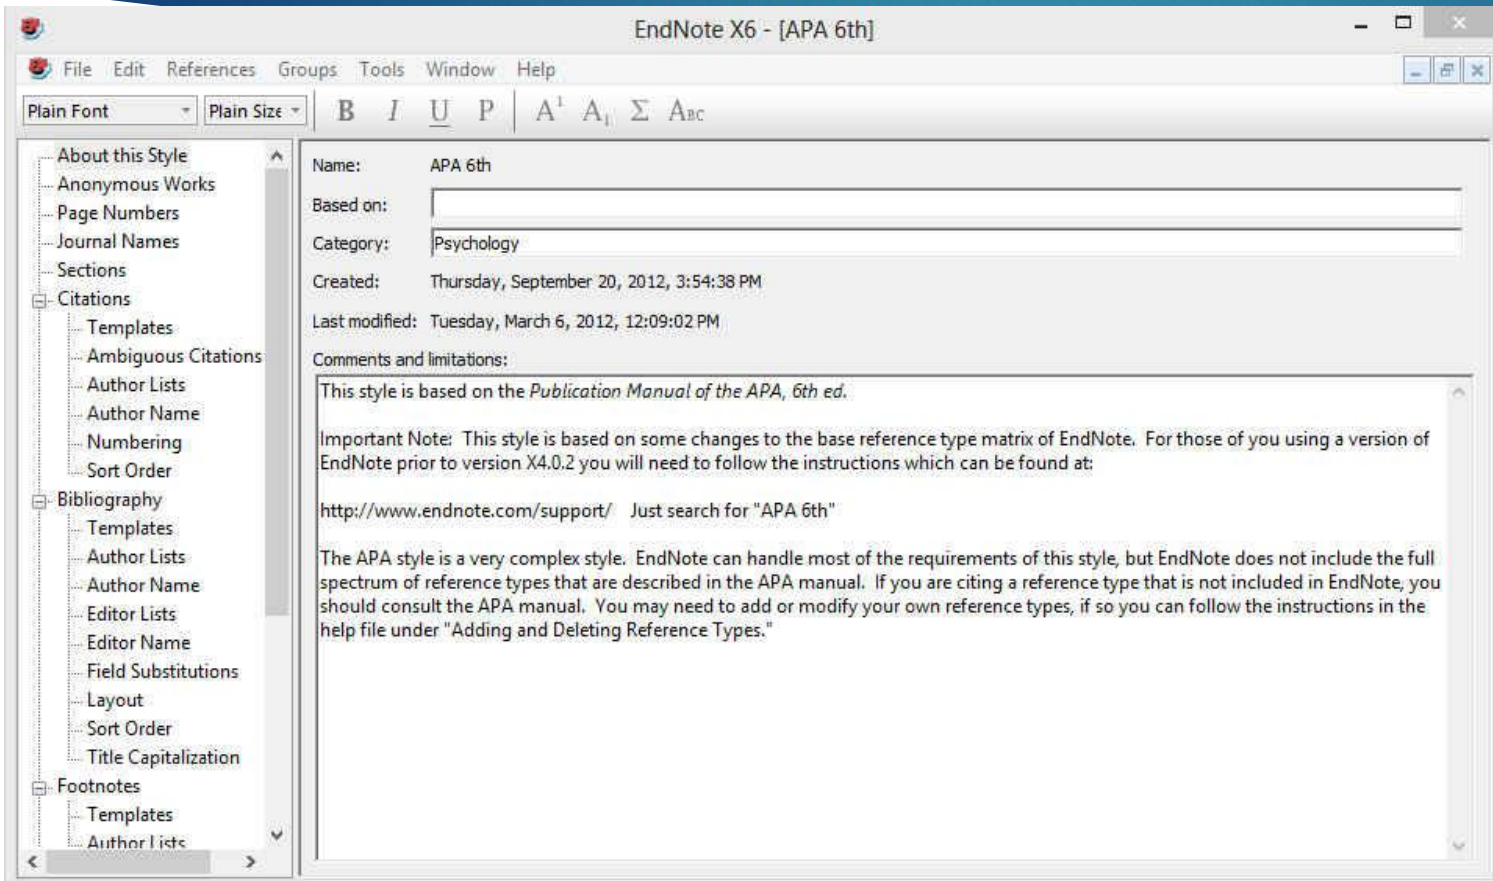 EndNote X6 - [APA 6th]
File Edit References Groups Tools Window Help
Plain Font Plain Size B I U P A1 A1 Σ ABC
About this Style
Anonymous Works
Page Numbers
Journal Names
Sections
Citations
Templates
Ambiguous Citations
Author Lists
Author Name
Numbering
Sort Order
Bibliography
Templates
Author Lists
Author Name
Editor Lists
Editor Name
Field Substitutions
Layout
Sort Order
Title Capitalization
Footnotes
Templates
Author Lists
Name: APA 6th
Based on:
Category: Psychology
Created: Thursday, September 20, 2012, 3:54:38 PM
Last modified: Tuesday, March 6, 2012, 12:09:02 PM
Comments and limitations:
This style is based on the Publication Manual of the APA, 6th ed.
Important Note: This style is based on some changes to the base reference type matrix of EndNote. For those of you using a version of
EndNote prior to version X4.0.2 you will need to follow the instructions which can be found at:
http://www.endnote.com/support/ Just search for "APA 6th"
The APA style is a very complex style. EndNote can handle most of the requirements of this style, but EndNote does not include the full
spectrum of reference types that are described in the APA manual. If you are citing a reference type that is not included in EndNote, you
should consult the APA manual. You may need to add or modify your own reference types, if so you can follow the instructions in the
help file under "Adding and Deleting Reference Types."